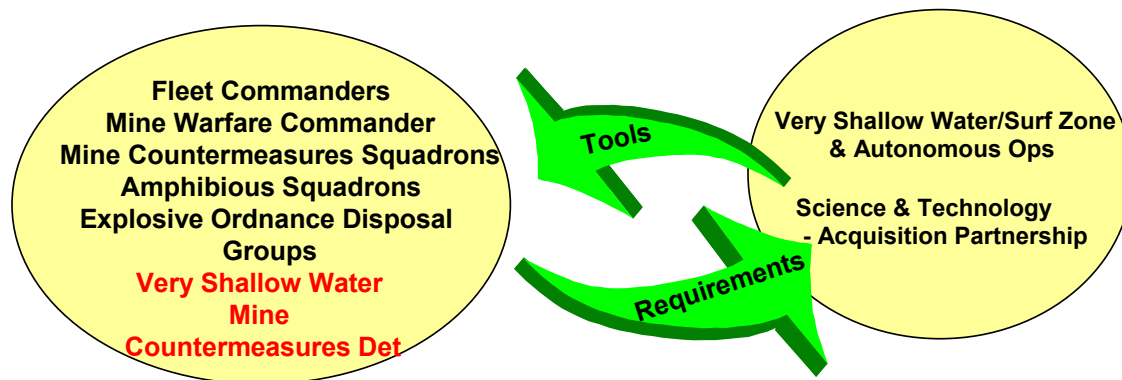 Fleet Commanders
Mine Warfare Commander
Mine Countermeasures Squadrons
Amphibious Squadrons
Explosive Ordnance Disposal
Groups
Very Shallow Water
Mine
Countermeasures Det
Tools
Requirements
Very Shallow Water/Surf Zone
& Autonomous Ops
Science & Technology
- Acquisition Partnership